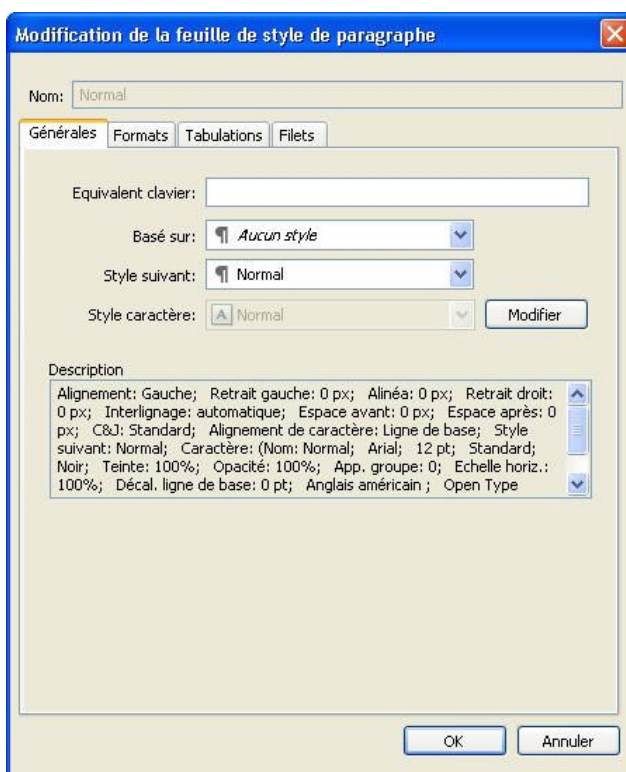 Modification de la feuille de style de paragraphe
Nom: Normal
Générales Formats Tabulations Filets
Equivalent clavier:
Basé sur: ¶ Aucun style
Style suivant: ¶ Normal
Style caractère: A Normal Modifier
Description
Alignement: Gauche; Retrait gauche: 0 px; Alinéa: 0 px; Retrait droit:
0 px; Interlignage: automatique; Espace avant: 0 px; Espace après: 0
px; C&J: Standard; Alignement de caractère: Ligne de base; Style
suivant: Normal; Caractère: (Nom: Normal; Arial; 12 pt; Standard;
Noir; Teinte: 100%; Opacité: 100%; App. groupe: 0; Echelle horiz.:
100%; Décal. ligne de base: 0 pt; Anglais américain ; Open Type
OK Annuler